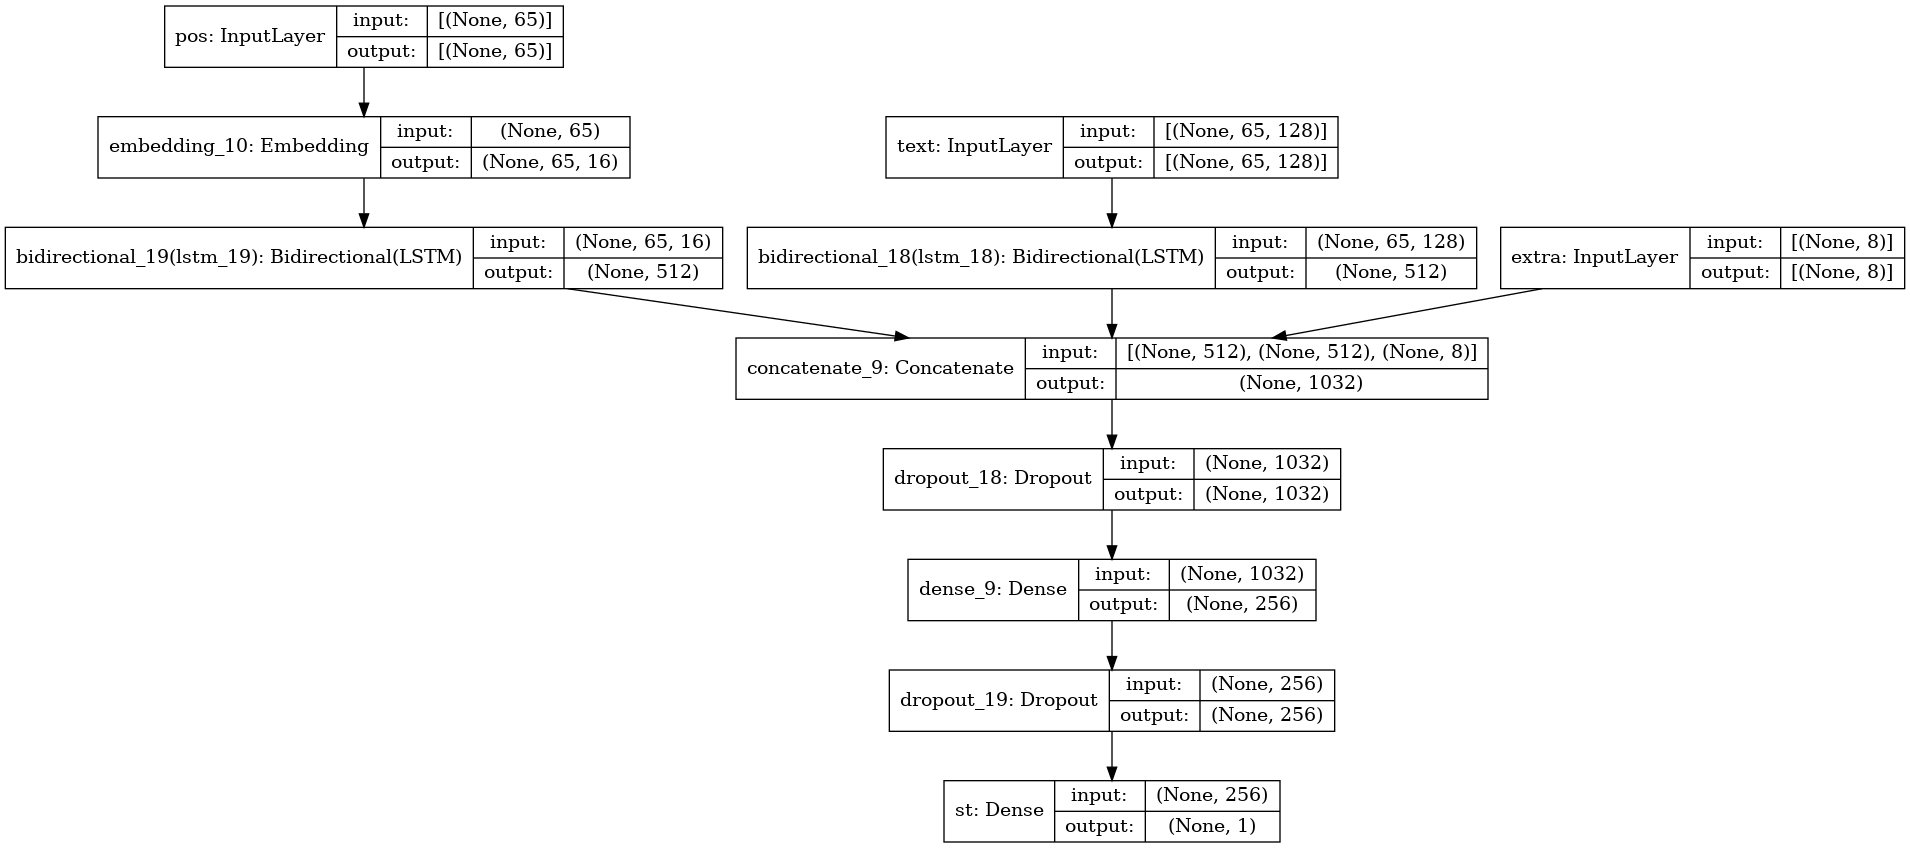 pos: InputLayer
input:
[(None, 65)]
output:
[(None, 65)]
embedding_10: Embedding
input:
(None, 65)
output:
(None, 65, 16)
text: InputLayer
input:
[(None, 65, 128)]
output:
[(None, 65, 128)]
bidirectional_19(lstm_19): Bidirectional(LSTM)
input:
(None, 65, 16)
output:
(None, 512)
bidirectional_18(lstm_18): Bidirectional(LSTM)
input:
(None, 65, 128)
output:
(None, 512)
extra: InputLayer
input:
[(None, 8)]
output:
[(None, 8)]
concatenate_9: Concatenate
input:
[(None, 512), (None, 512), (None, 8)]
output:
(None, 1032)
dropout_18: Dropout
input:
(None, 1032)
output:
(None, 1032)
dense_9: Dense
input:
(None, 1032)
output:
(None, 256)
dropout_19: Dropout
input:
(None, 256)
output:
(None, 256)
st: Dense
input:
(None, 256)
output:
(None, 1)